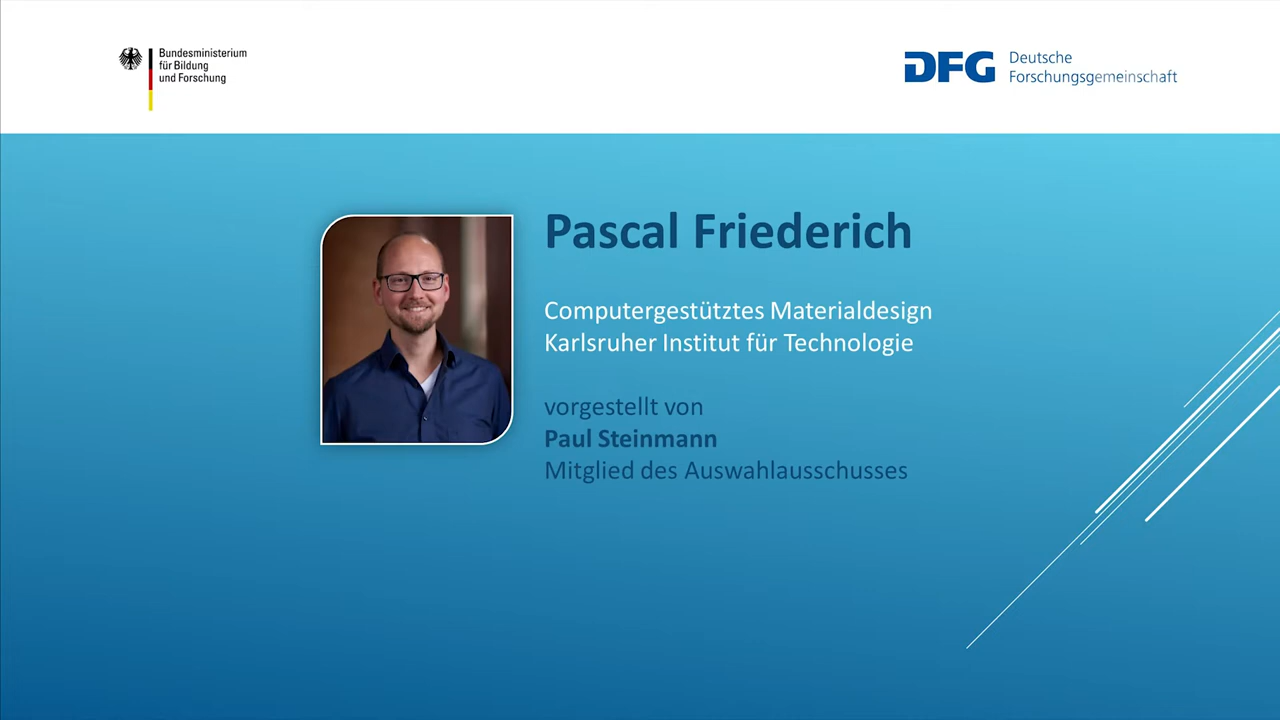 Bundesministerium
für Bildung
und Forschung
DFG Deutsche
Forschungsgemeinschaft
Pascal Friederich
Computergestütztes Materialdesign
Karlsruher Institut für Technologie
vorgestellt von
Paul Steinmann
Mitglied des Auswahlausschusses